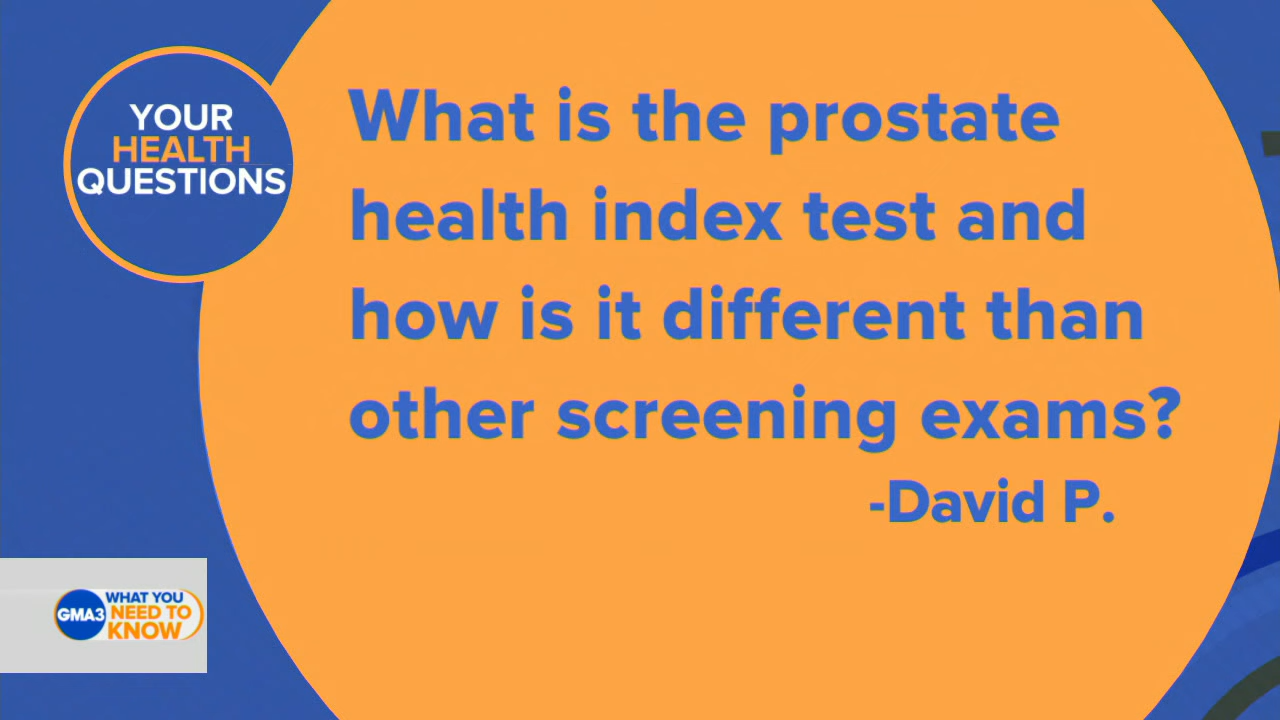 YOUR
HEALTH
QUESTIONS
What is the prostate
health index test and
how is it different than
other screening exams?
-David P.
GMA3
WHAT YOU
NEED TO
KNOW